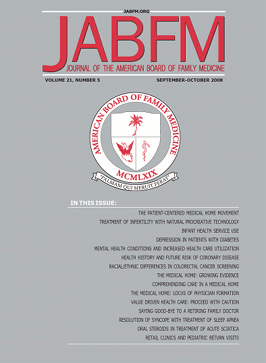 JABFM.ORG
JABFM
JOURNAL OF THE AMERICAN BOARD OF FAMILY MEDICINE
VOLUME 21, NUMBER 5
SEPTEMBER-OCTOBER 2008
AMERICAN BOARD OF FAMILY MEDICINE
MCMLXIX
"PALMAM QUI MERUIT FERAT"
IN THIS ISSUE:
THE PATIENT-CENTERED MEDICAL HOME MOVEMENT
TREATMENT OF INFERTILITY WITH NATURAL PROCREATIVE TECHNOLOGY
INFANT HEALTH SERVICE USE
DEPRESSION IN PATIENTS WITH DIABETES
MENTAL HEALTH CONDITIONS AND INCREASED HEALTH CARE UTILIZATION
HEALTH HISTORY AND FUTURE RISK OF CORONARY DISEASE
RACIAL/ETHNIC DIFFERENCES IN COLORECTAL CANCER SCREENING
THE MEDICAL HOME: GROWING EVIDENCE
COMPREHENDING CARE IN A MEDICAL HOME
THE MEDICAL HOME: LOCUS OF PHYSICIAN FORMATION
VALUE DRIVEN HEALTH CARE: PROCEED WITH CAUTION
SAYING GOOD-BYE TO A RETIRING FAMILY DOCTOR
RESOLUTION OF SYNCOPE WITH TREATMENT OF SLEEP APNEA
ORAL STEROIDS IN TREATMENT OF ACUTE SCIATICA
RETAIL CLINICS AND PEDIATRIC RETURN VISITS